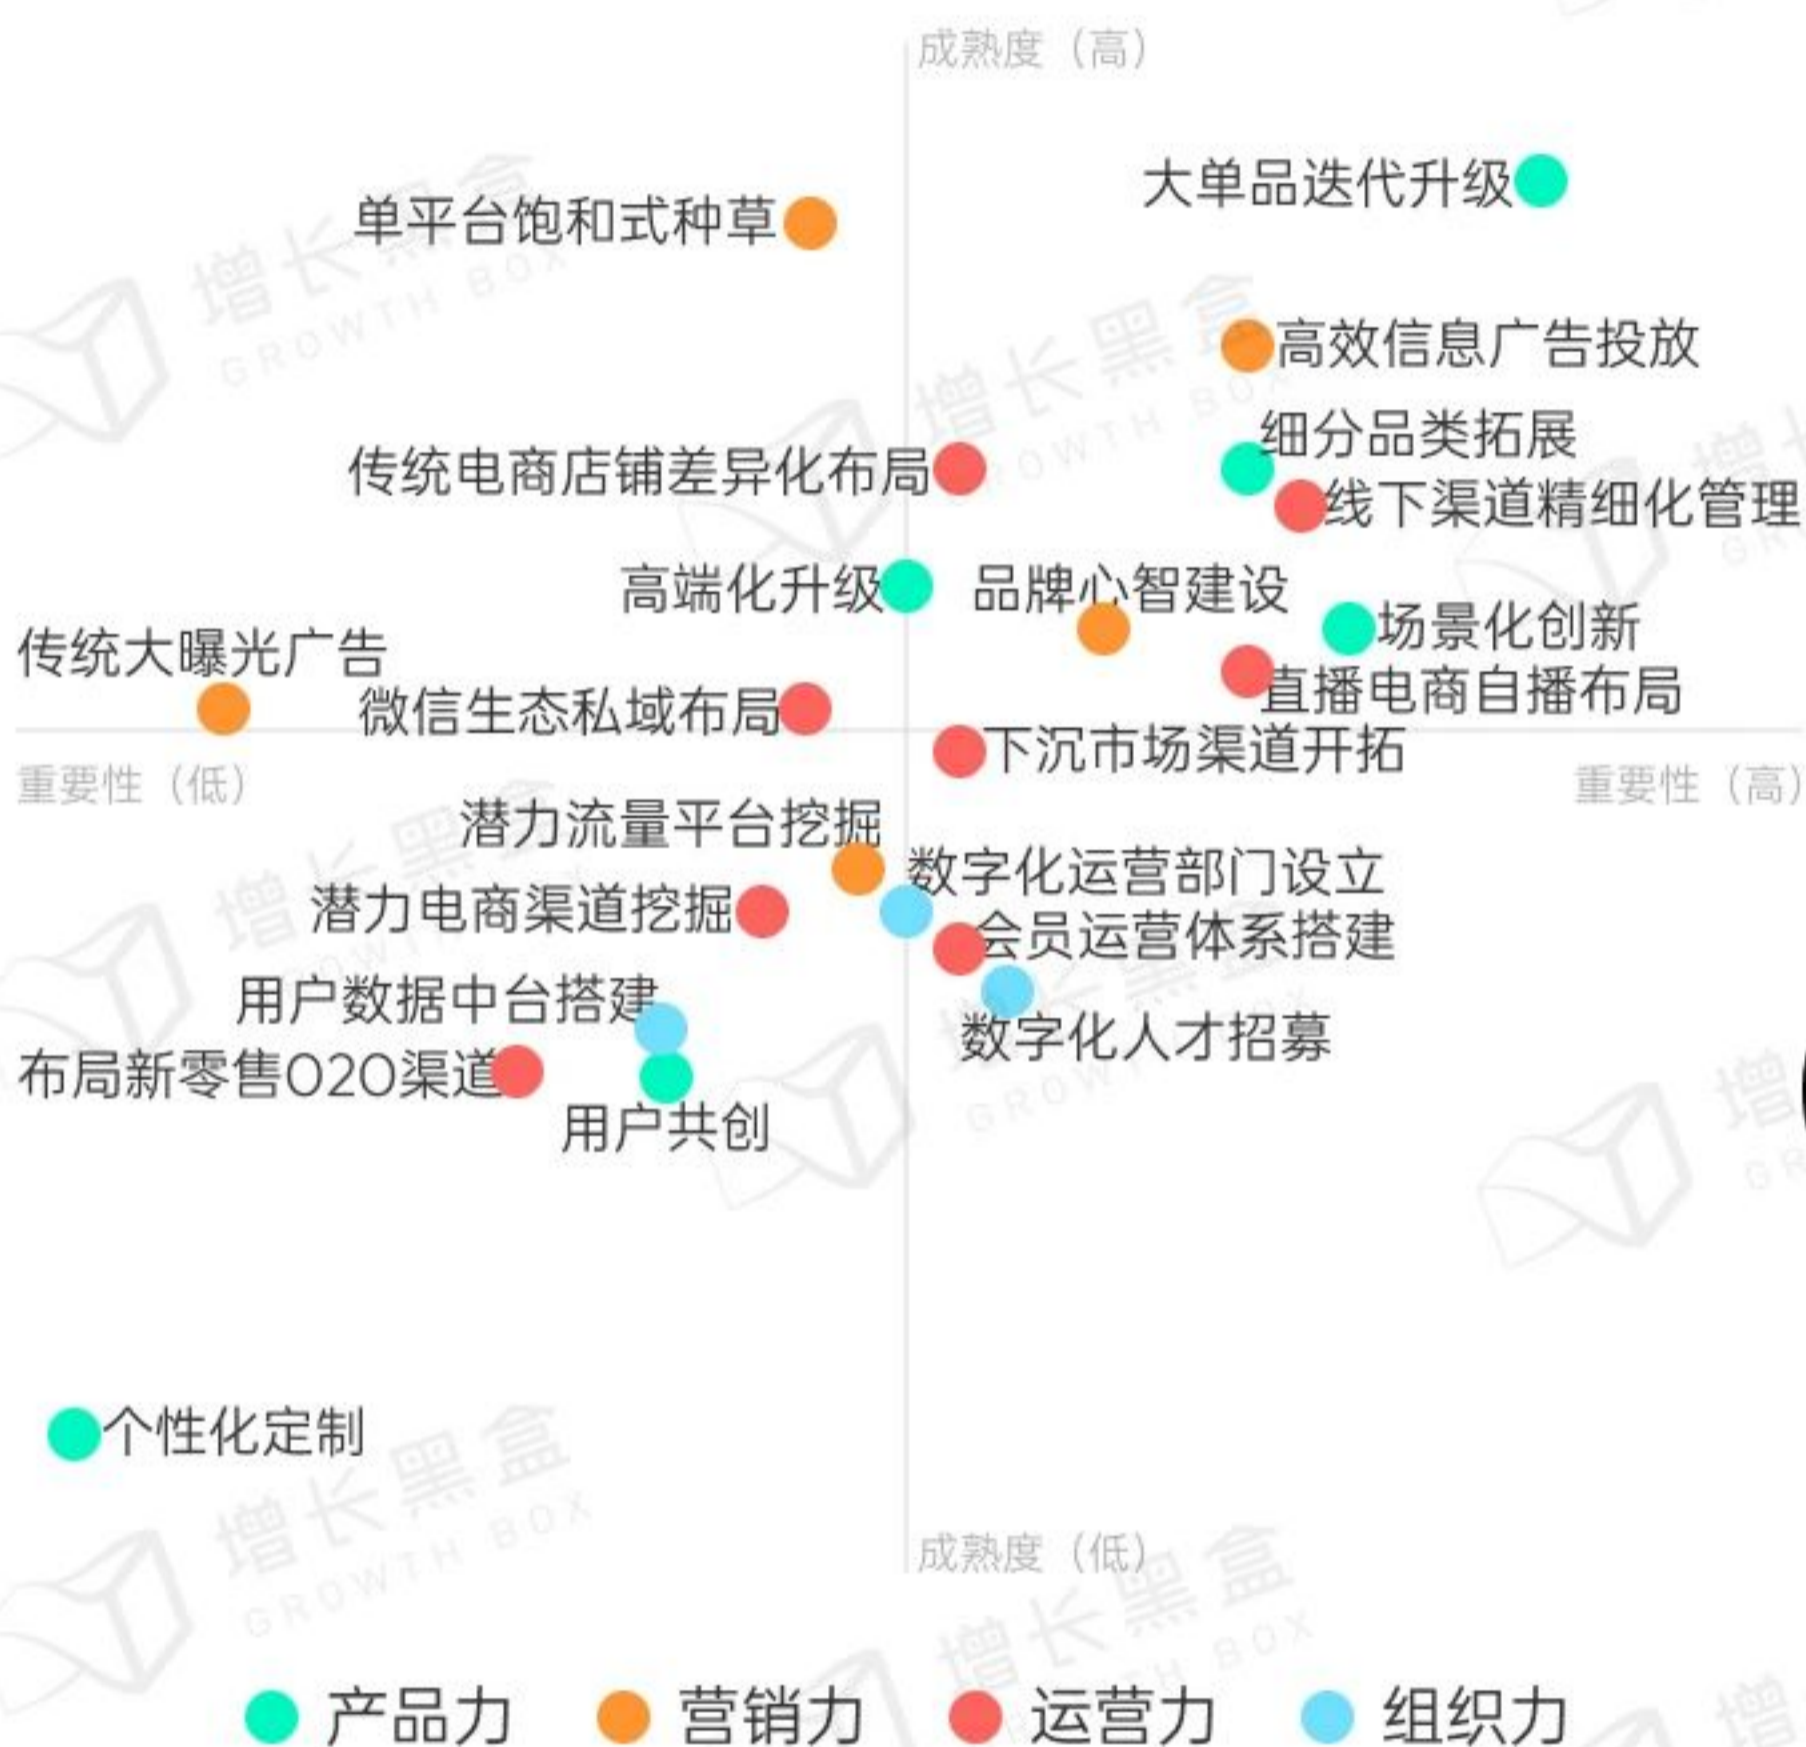 成熟度（高）
大单品迭代升级
单平台饱和式种草
高效信息广告投放
细分品类拓展
传统电商店铺差异化布局
线下渠道精细化管理
高端化升级
品牌心智建设
场景化创新
传统大曝光广告
直播电商自播布局
微信生态私域布局
下沉市场渠道开拓
重要性（低）
重要性（高）
潜力流量平台挖掘
数字化运营部门设立
潜力电商渠道挖掘
会员运营体系搭建
用户数据中台搭建
数字化人才招募
布局新零售O2O渠道
用户共创
个性化定制
成熟度（低）
产品力
营销力
运营力
组织力
增长黑盒
GROWTH BOX